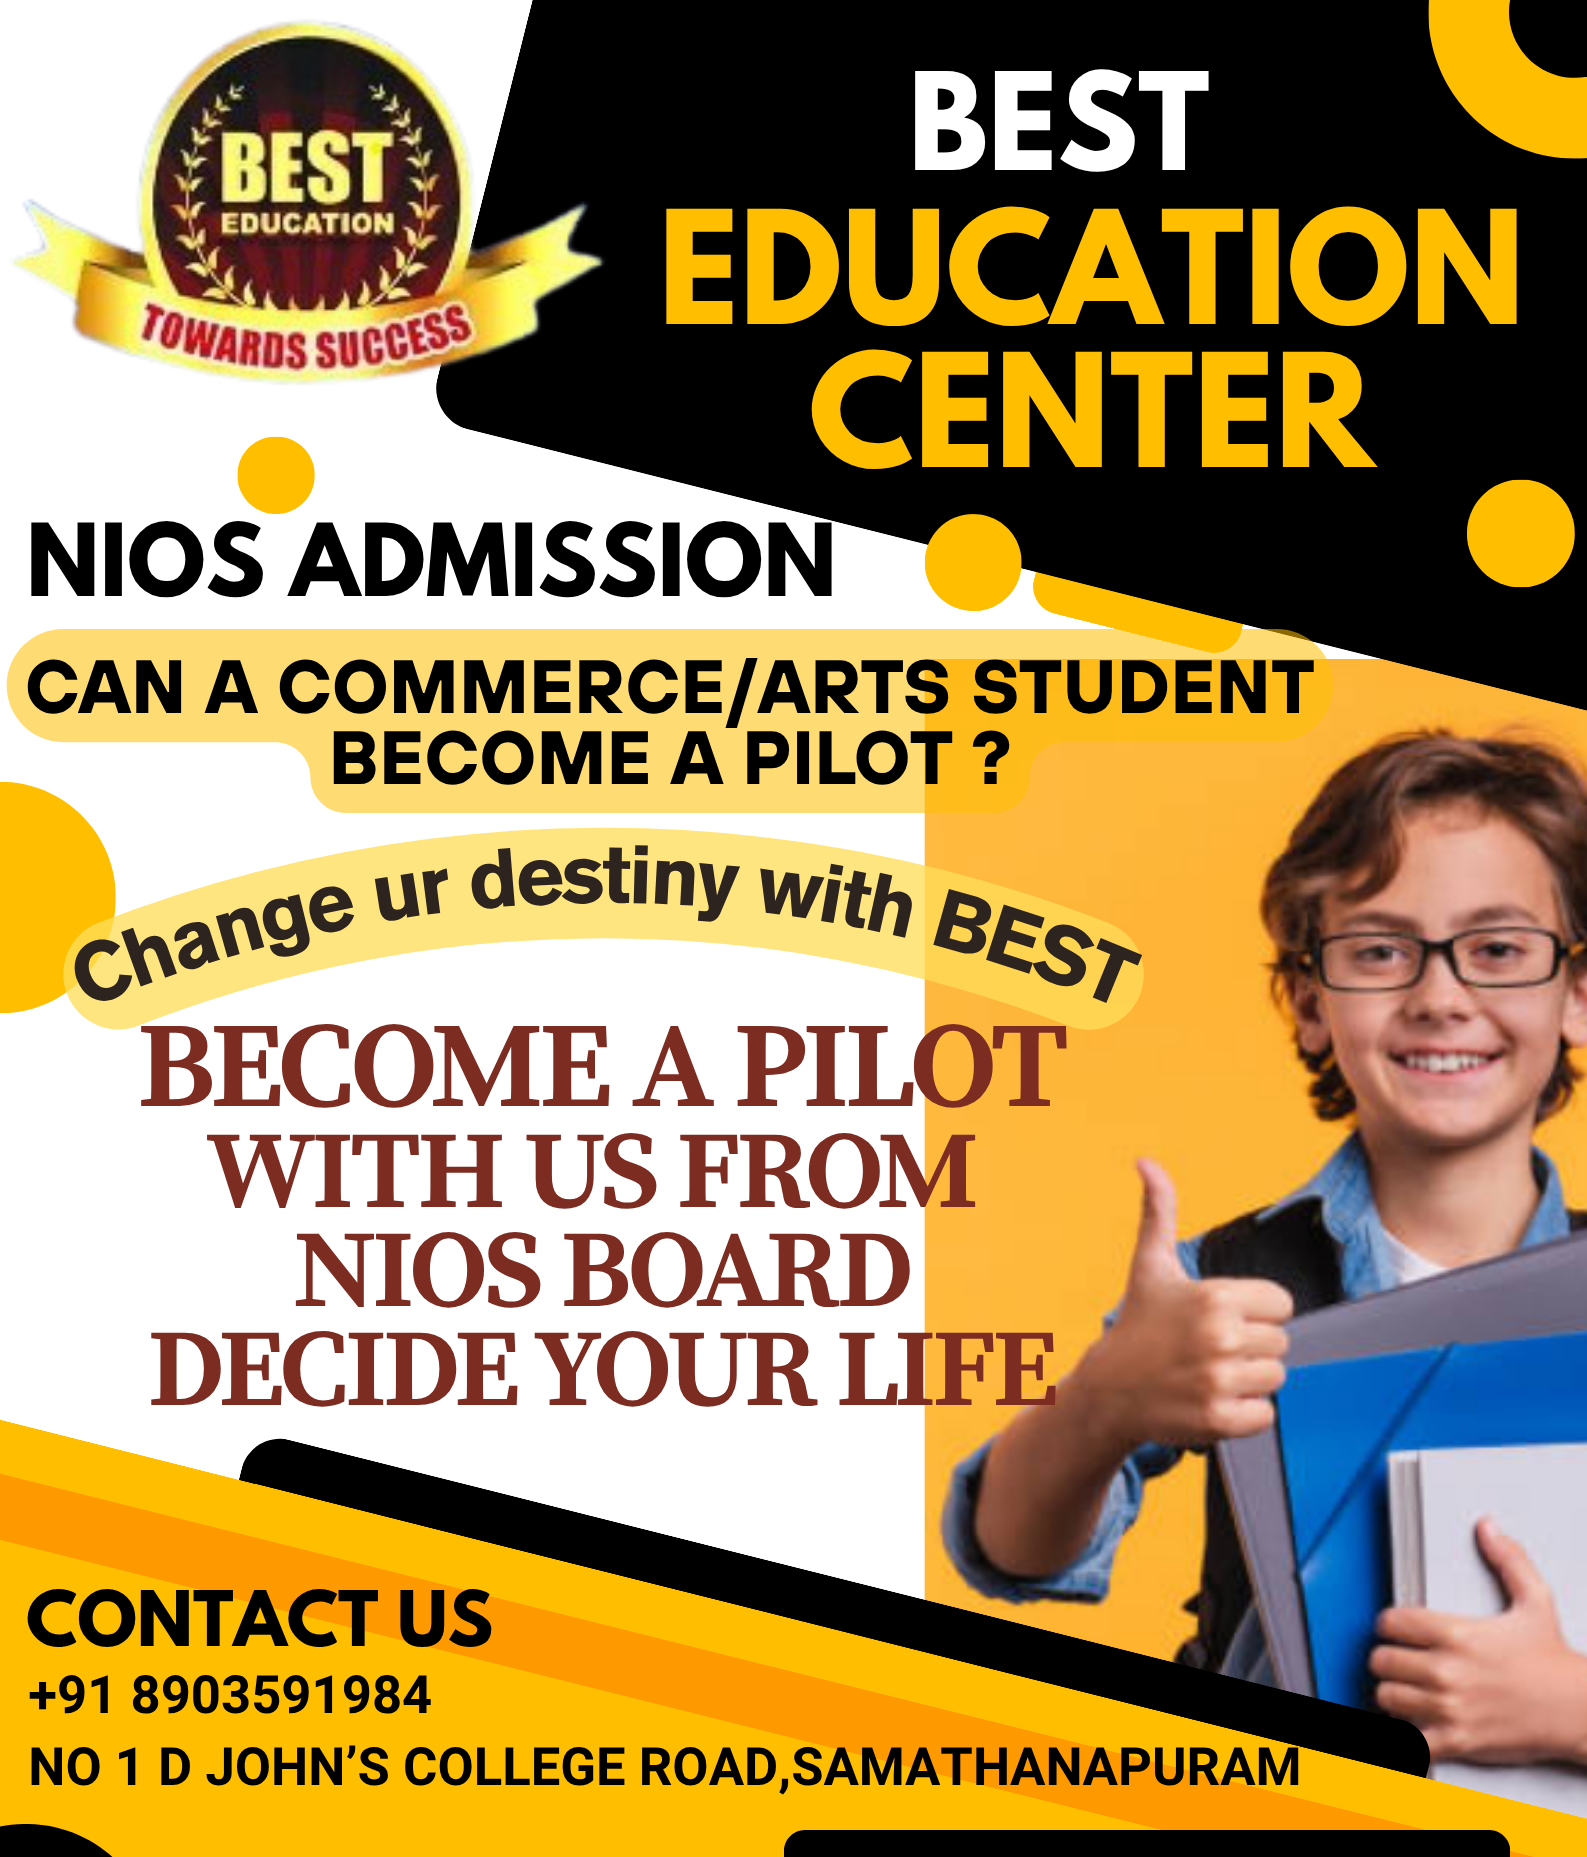 BEST
EDUCATION
TOWARDS SUCCESS
BEST
EDUCATION
CENTER
NIOS ADMISSION
CAN A COMMERCE/ARTS STUDENT
BECOME A PILOT ?
Change ur destiny with BEST
BECOME A PILOT
WITH US FROM
NIOS BOARD
DECIDE YOUR LIFE
CONTACT US
+91 8903591984
NO 1 D JOHN’S COLLEGE ROAD,SAMATHANAPURAM